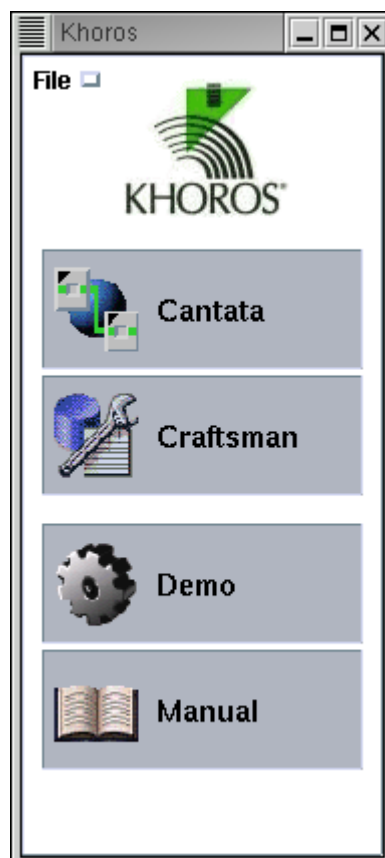 Khoros
File
KHOROS
Cantata
Craftsman
Demo
Manual